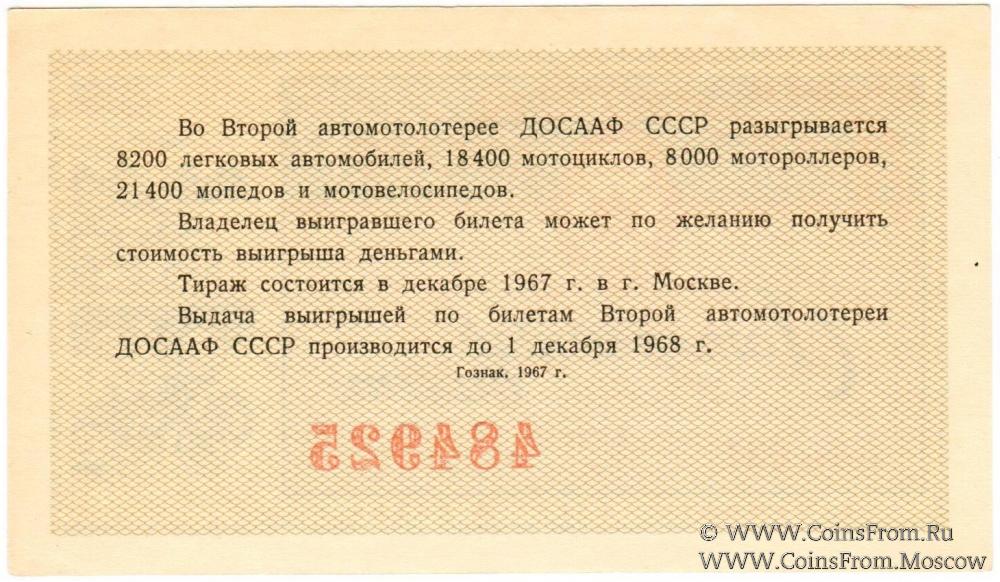 Во Второй автомотолотерее ДОСААФ СССР разыгрывается
8200 легковых автомобилей, 18400 мотоциклов, 8000 мотороллеров,
21400 мопедов и мотовелосипедов.
Владелец выигравшего билета может по желанию получить
стоимость выигрыша деньгами.
Тираж состоится в декабре 1967 г. в г. Москве.
Выдача выигрышей по билетам Второй автомотолотереи
ДОСААФ СССР производится до 1 декабря 1968 г.
Гознак. 1967 г.
484925
© WWW.CoinsFrom.Ru
WWW.CoinsFrom.Moscow